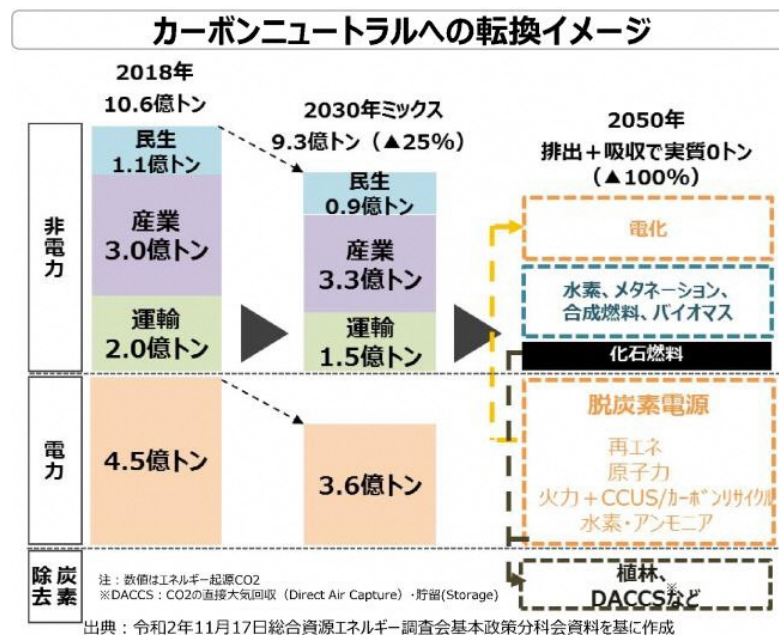 カーボンニュートラルへの転換イメージ
2018年
10.6億トン
2030年ミックス
9.3億トン（▲25%）
2050年
排出＋吸収で実質0トン
（▲100%）
非電力
民生
1.1億トン
産業
3.0億トン
運輸
2.0億トン
民生
0.9億トン
産業
3.3億トン
運輸
1.5億トン
電化
水素、メタネーション、
合成燃料、バイオマス
化石燃料
電力
4.5億トン
3.6億トン
脱炭素電源
再エネ
原子力
火力＋CCUS/カーボンリサイクル
水素・アンモニア
炭素除去
注：数値はエネルギー起源CO2
※DACCS：CO2の直接大気回収（Direct Air Capture）・貯留(Storage)
植林、
DACCS※など
出典：令和2年11月17日総合資源エネルギー調査会基本政策分科会資料を基に作成